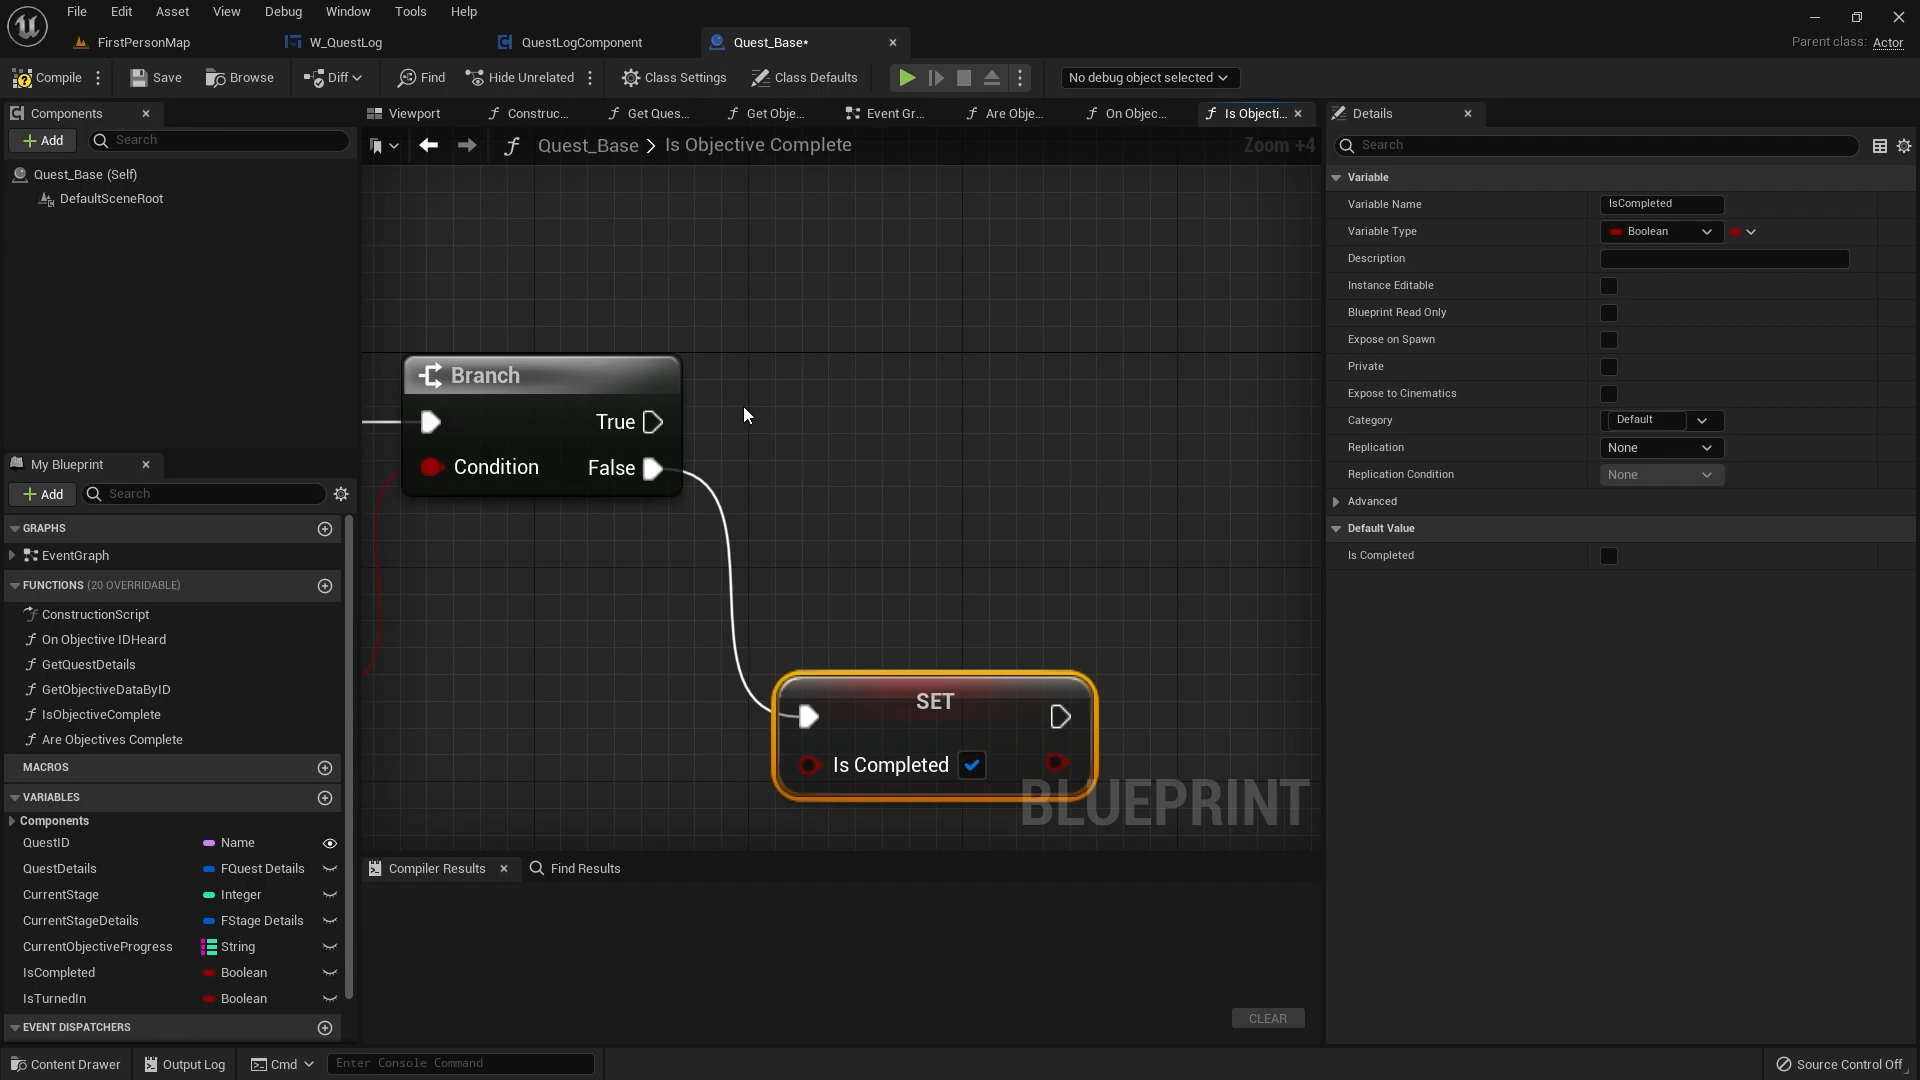 File Edit Asset View Debug Window Tools Help
FirstPersonMap W_QuestLog QuestLogComponent Quest_Base* Parent class: Actor
Compile Save Browse Diff Find Hide Unrelated Class Settings Class Defaults No debug object selected
Components
Viewport Construc... Get Ques... Get Obje... Event Gr... Are Obje... On Objec... Is Objecti...
Details
Add Search
Quest_Base > Is Objective Complete Zoom +4
Search
Quest_Base (Self)
DefaultSceneRoot
Variable
Variable Name IsCompleted
Variable Type Boolean
Description
Instance Editable
Blueprint Read Only
Expose on Spawn
Private
Expose to Cinematics
Category Default
Replication None
Replication Condition None
Advanced
Default Value
Is Completed
Branch
True
Condition False
SET
Is Completed
BLUEPRINT
My Blueprint
Add Search
GRAPHS
EventGraph
FUNCTIONS (20 OVERRIDABLE)
ConstructionScript
On Objective IDHeard
GetQuestDetails
GetObjectiveDataByID
IsObjectiveComplete
Are Objectives Complete
MACROS
VARIABLES
Components
QuestID Name
QuestDetails FQuest Details
CurrentStage Integer
CurrentStageDetails FStage Details
CurrentObjectiveProgress String
IsCompleted Boolean
IsTurnedIn Boolean
EVENT DISPATCHERS
Compiler Results Find Results
CLEAR
Content Drawer Output Log Cmd Enter Console Command Source Control Off